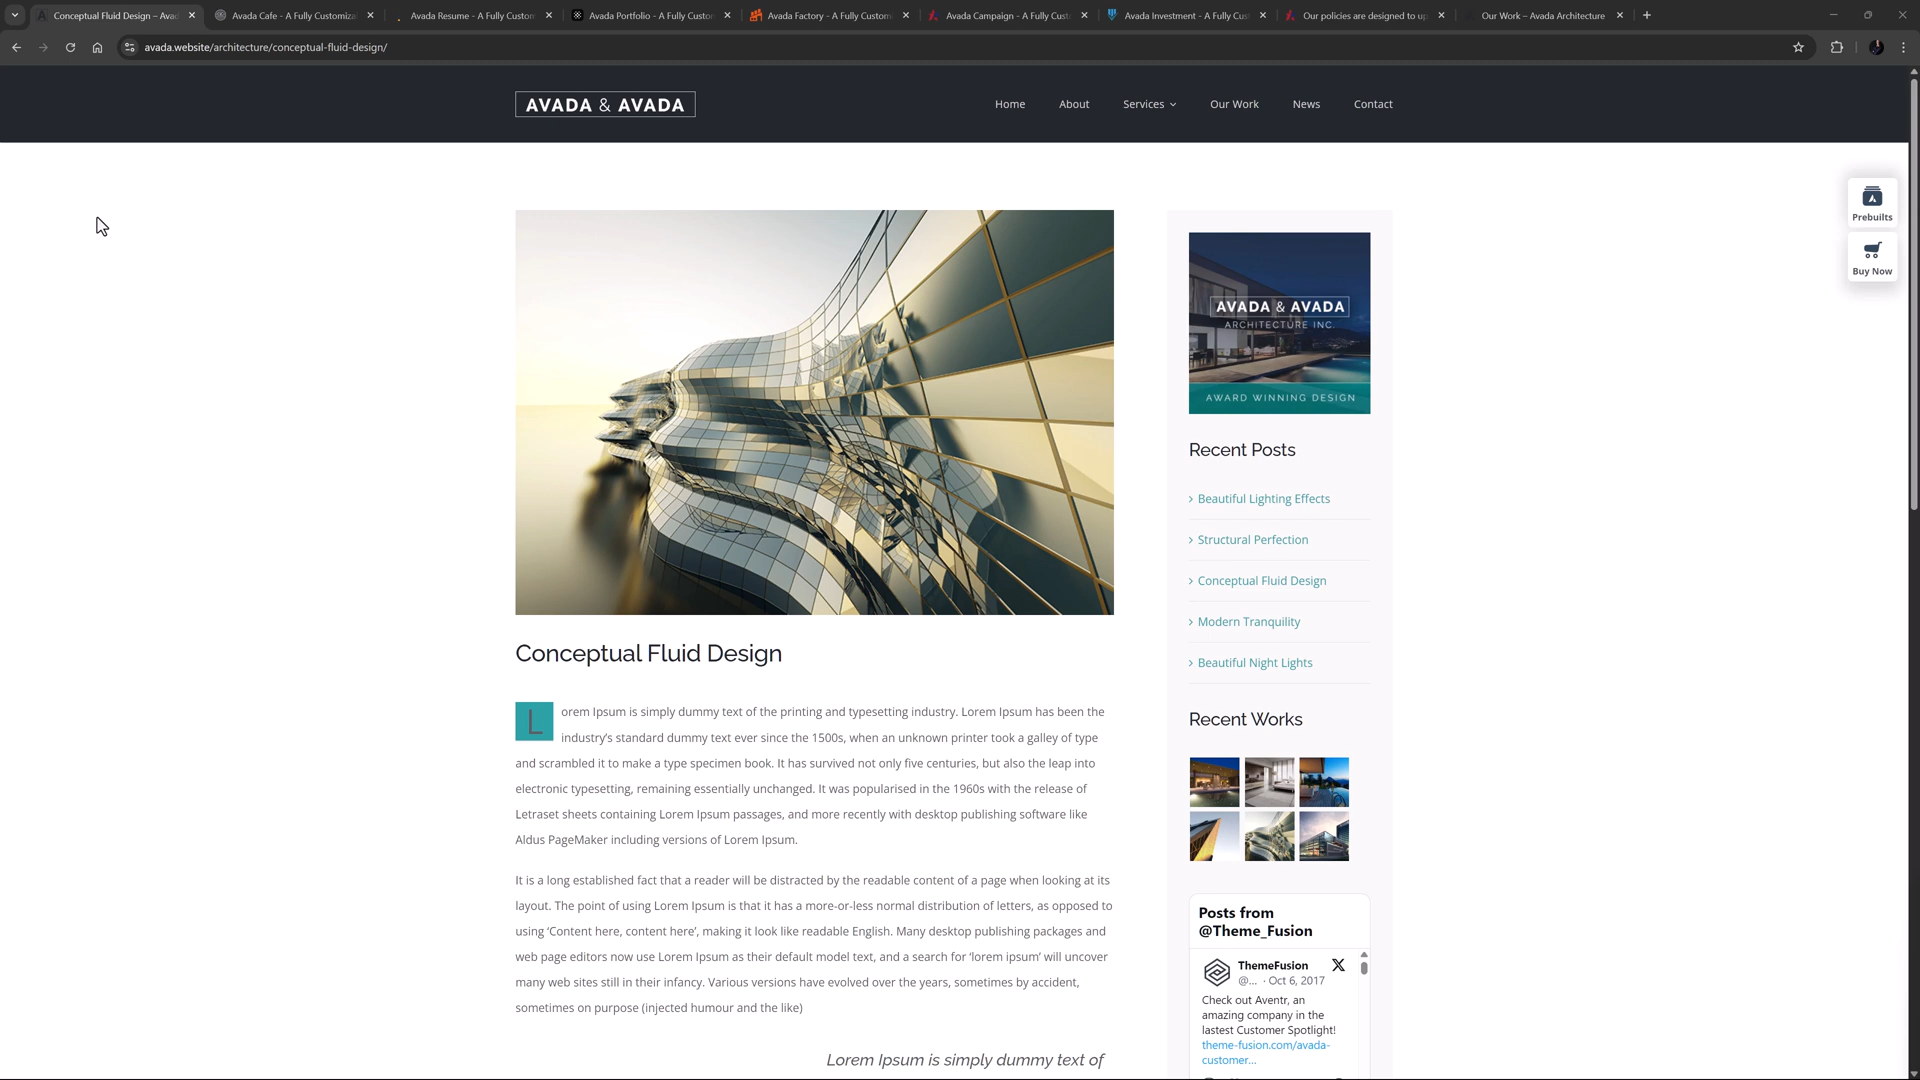 Conceptual Fluid Design – Avad
Avada Cafe - A Fully Customiza
Avada Resume - A Fully Custom
Avada Portfolio - A Fully Custor
Avada Factory - A Fully Custom
Avada Campaign - A Fully Cust
Avada Investment - A Fully Cus
Our policies are designed to up
Our Work – Avada Architecture
avada.website/architecture/conceptual-fluid-design/
AVADA & AVADA
Home
About
Services
Our Work
News
Contact
Prebuilts
Buy Now
AVADA & AVADA
ARCHITECTURE INC.
AWARD WINNING DESIGN
Recent Posts
Beautiful Lighting Effects
Structural Perfection
Conceptual Fluid Design
Modern Tranquility
Beautiful Night Lights
Recent Works
Posts from
@Theme_Fusion
ThemeFusion
@... · Oct 6, 2017
Check out Aventr, an
amazing company in the
lastest Customer Spotlight!
theme-fusion.com/avada-
customer...
Conceptual Fluid Design
Lorem Ipsum is simply dummy text of the printing and typesetting industry. Lorem Ipsum has been the
industry’s standard dummy text ever since the 1500s, when an unknown printer took a galley of type
and scrambled it to make a type specimen book. It has survived not only five centuries, but also the leap into
electronic typesetting, remaining essentially unchanged. It was popularised in the 1960s with the release of
Letraset sheets containing Lorem Ipsum passages, and more recently with desktop publishing software like
Aldus PageMaker including versions of Lorem Ipsum.
It is a long established fact that a reader will be distracted by the readable content of a page when looking at its
layout. The point of using Lorem Ipsum is that it has a more-or-less normal distribution of letters, as opposed to
using ‘Content here, content here’, making it look like readable English. Many desktop publishing packages and
web page editors now use Lorem Ipsum as their default model text, and a search for ‘lorem ipsum’ will uncover
many web sites still in their infancy. Various versions have evolved over the years, sometimes by accident,
sometimes on purpose (injected humour and the like)
Lorem Ipsum is simply dummy text of